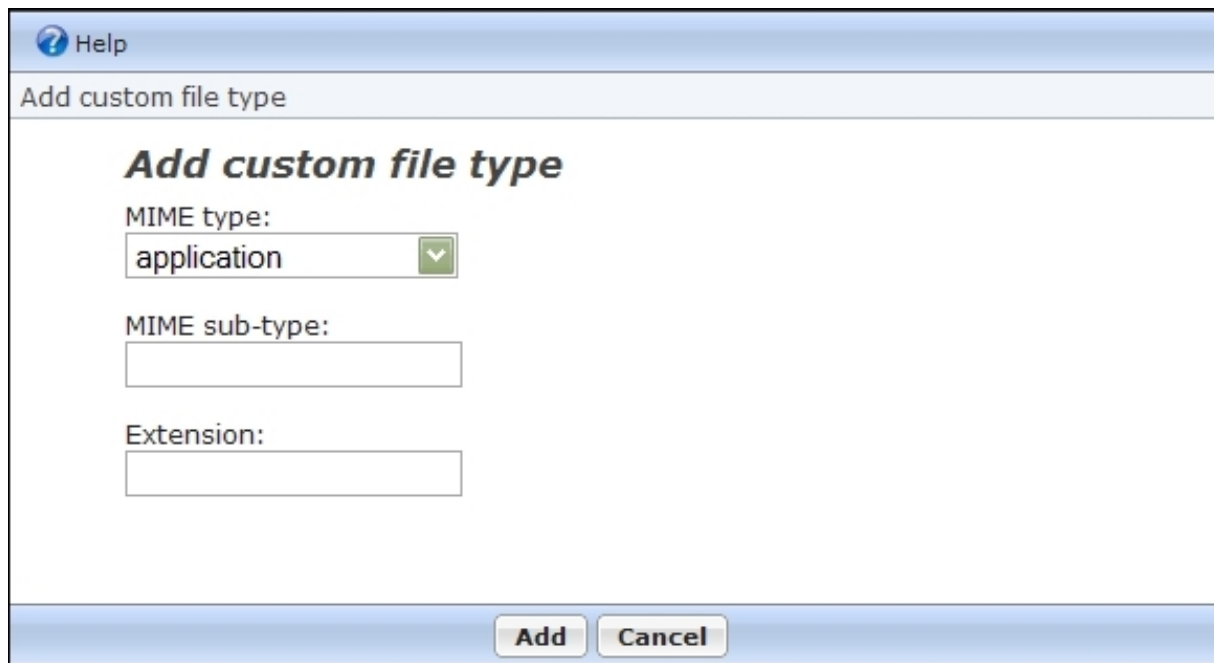 Help
Add custom file type
Add custom file type
MIME type:
application
MIME sub-type:
Extension:
Add Cancel